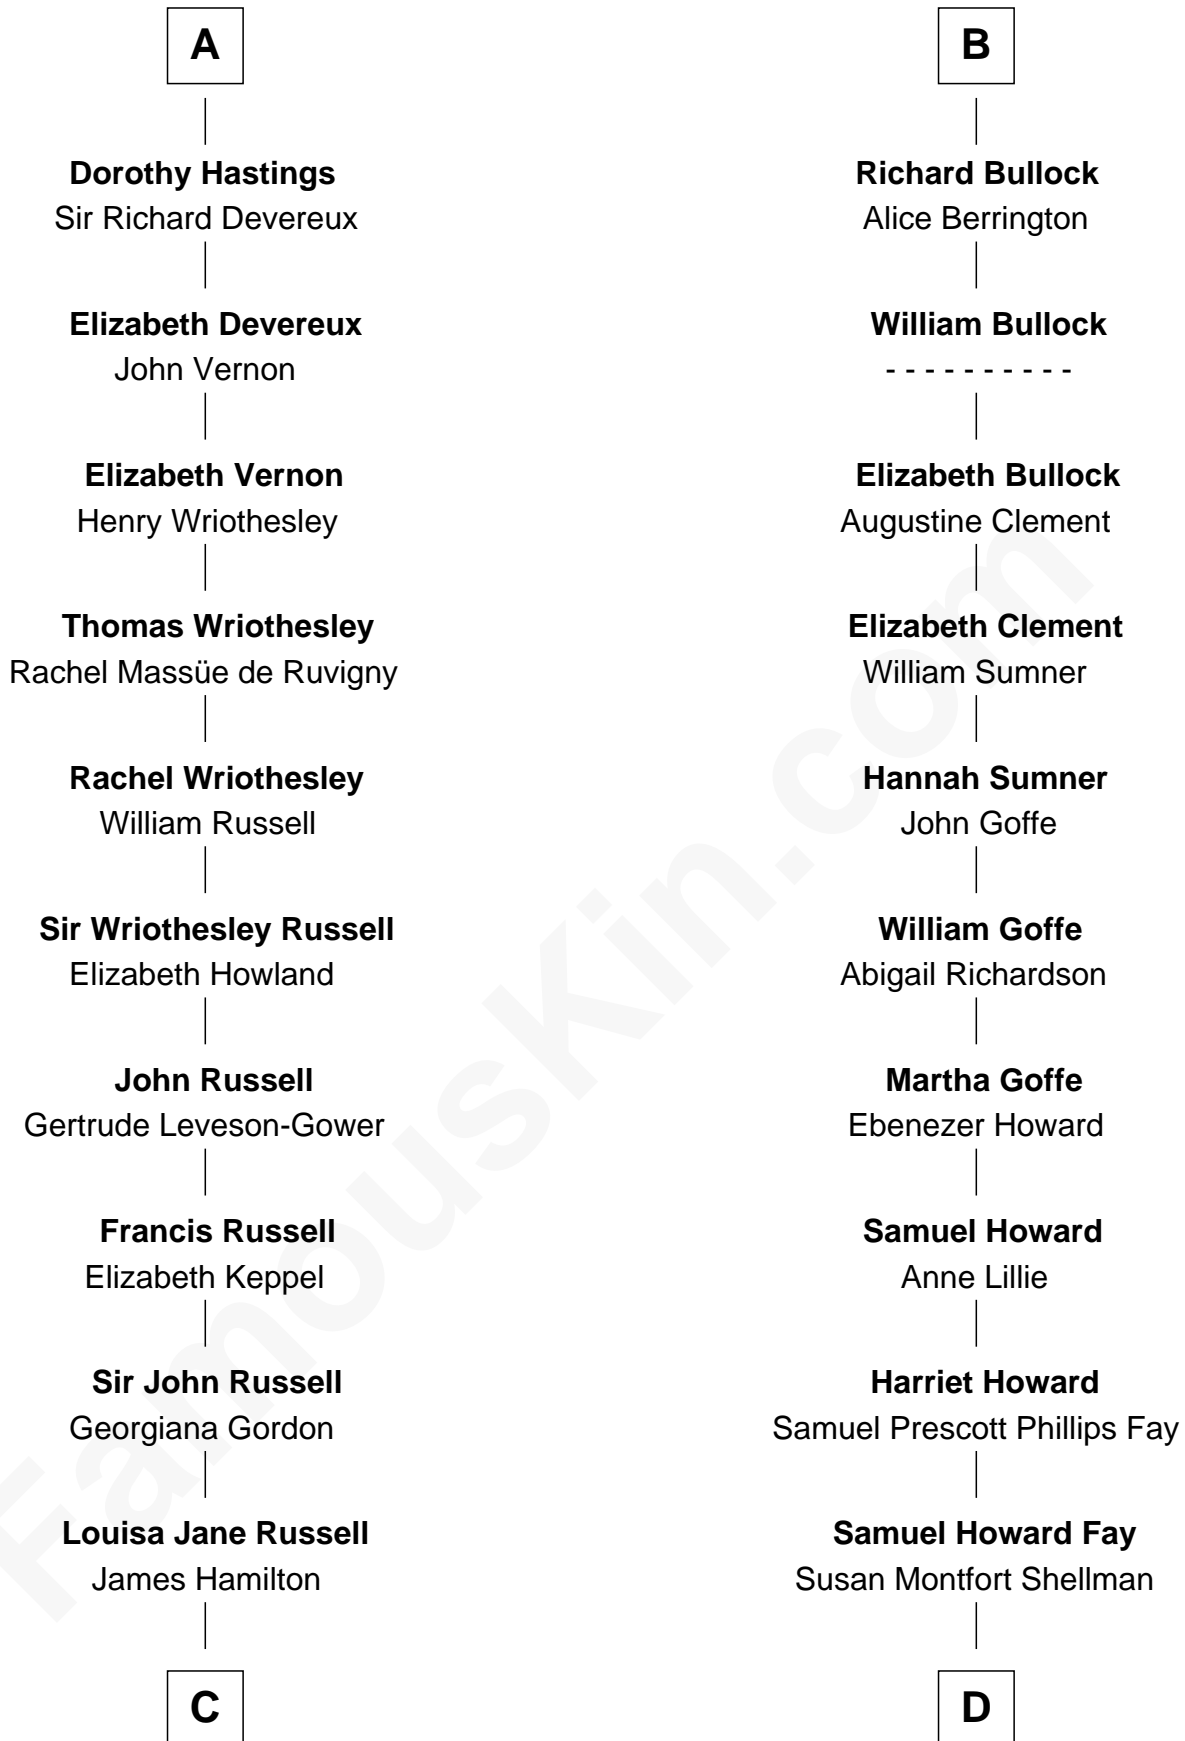 A
Dorothy Hastings
Sir Richard Devereux
Elizabeth Devereux
John Vernon
Elizabeth Vernon
Henry Wriothesley
Thomas Wriothesley
Rachel Massüe de Ruvigny
Rachel Wriothesley
William Russell
Sir Wriothesley Russell
Elizabeth Howland
John Russell
Gertrude Leveson-Gower
Francis Russell
Elizabeth Keppel
Sir John Russell
Georgiana Gordon
Louisa Jane Russell
James Hamilton
C
B
Richard Bullock
Alice Berrington
William Bullock
- - - - - - - - - -
Elizabeth Bullock
Augustine Clement
Elizabeth Clement
William Sumner
Hannah Sumner
John Goffe
William Goffe
Abigail Richardson
Martha Goffe
Ebenezer Howard
Samuel Howard
Anne Lillie
Harriet Howard
Samuel Prescott Phillips Fay
Samuel Howard Fay
Susan Montfort Shellman
D
FamousKin.com